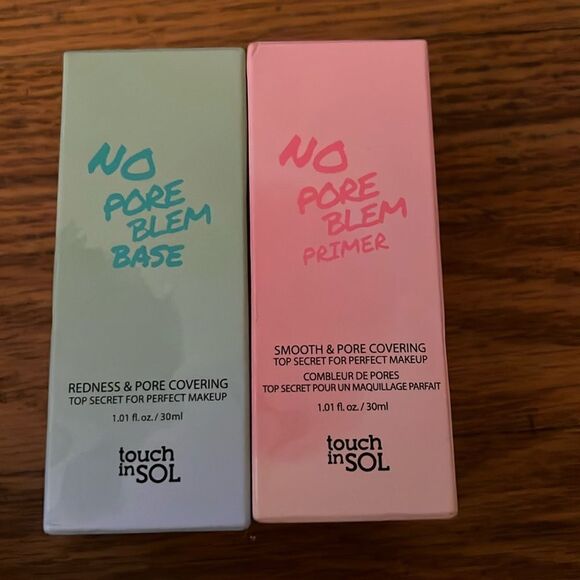 NO
PORE
BLEM
BASE
REDNESS & PORE COVERING
TOP SECRET FOR PERFECT MAKEUP
1.01 fl. oz. / 30ml
touch
in SOL
NO
PORE
BLEM
PRIMER
SMOOTH & PORE COVERING
TOP SECRET FOR PERFECT MAKEUP
COMBLEUR DE PORES
TOP SECRET POUR UN MAQUILLAGE PARFAIT
1.01 fl. oz. / 30ml
touch
in SOL